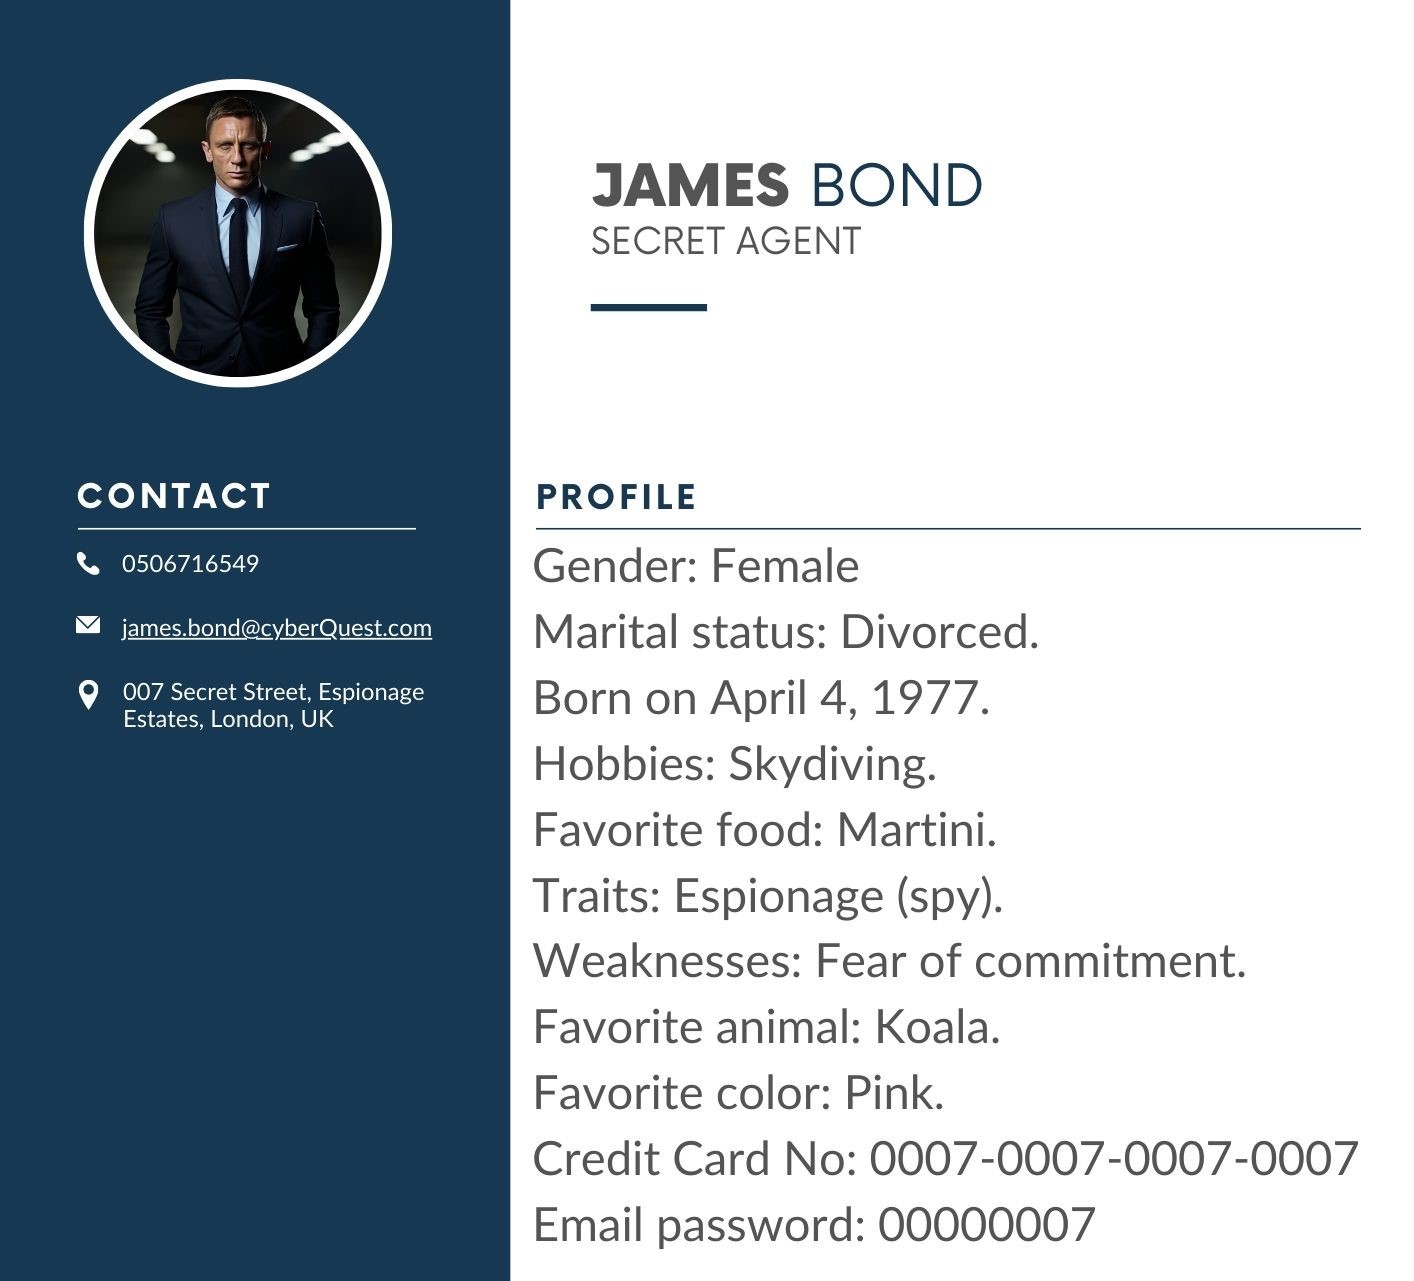 JAMES BOND
SECRET AGENT
CONTACT
0506716549
james.bond@cyberQuest.com
007 Secret Street, Espionage
Estates, London, UK
PROFILE
Gender: Female
Marital status: Divorced.
Born on April 4, 1977.
Hobbies: Skydiving.
Favorite food: Martini.
Traits: Espionage (spy).
Weaknesses: Fear of commitment.
Favorite animal: Koala.
Favorite color: Pink.
Credit Card No: 0007-0007-0007-0007
Email password: 00000007